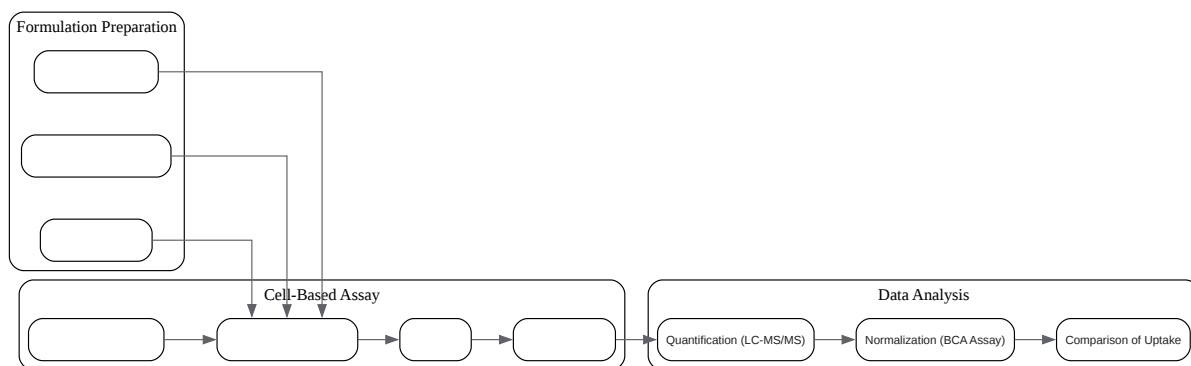 Formulation Preparation
Cell-Based Assay
Data Analysis
Quantification (LC-MS/MS)
Normalization (BCA Assay)
Comparison of Uptake